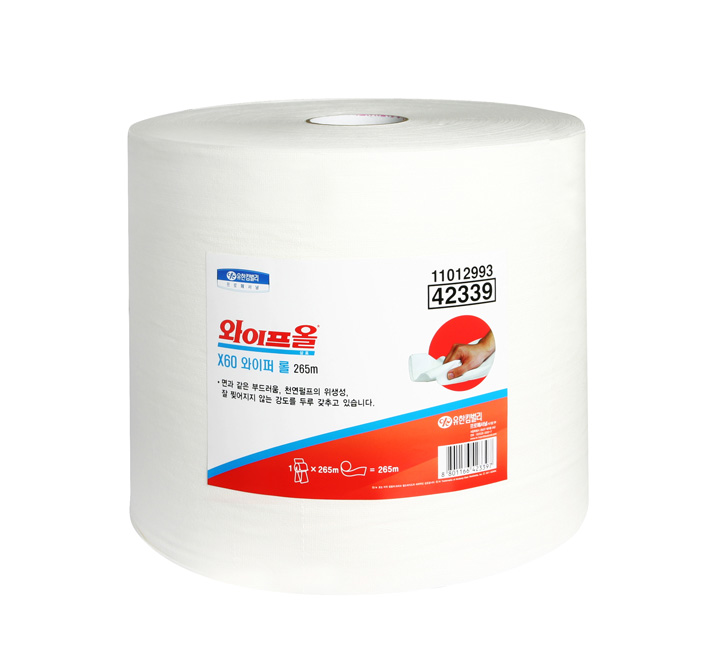 유한킴벌리
11012993
42339
와이프올
X60 와이퍼 롤 265m
• 면과 같은 부드러움, 천연펄프의 위생성,
잘 찢어지지 않는 강도를 두루 갖추고 있습니다.
유한킴벌리
1 × 265m = 265m
8 801166 423397